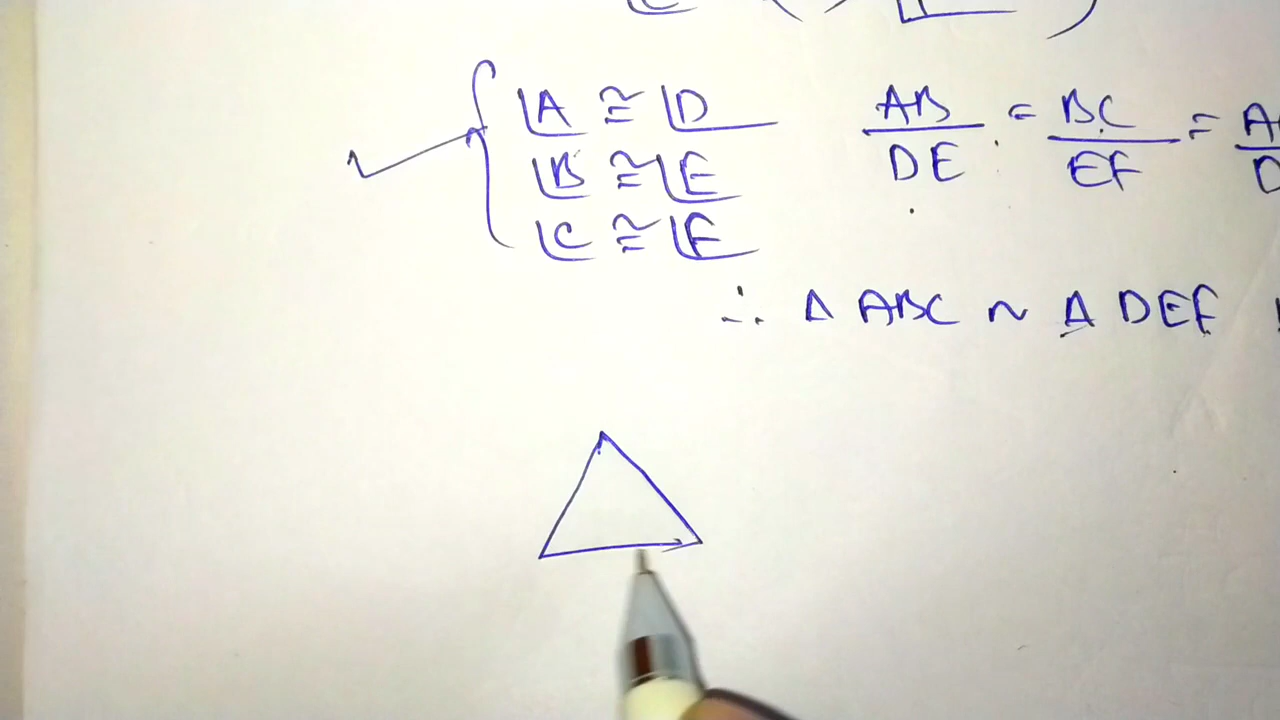 ∠A ≅ ∠D AB/DE = BC/EF =
∠B ≅ ∠E
∠C ≅ ∠F
∴ Δ ABC ~ Δ DEF